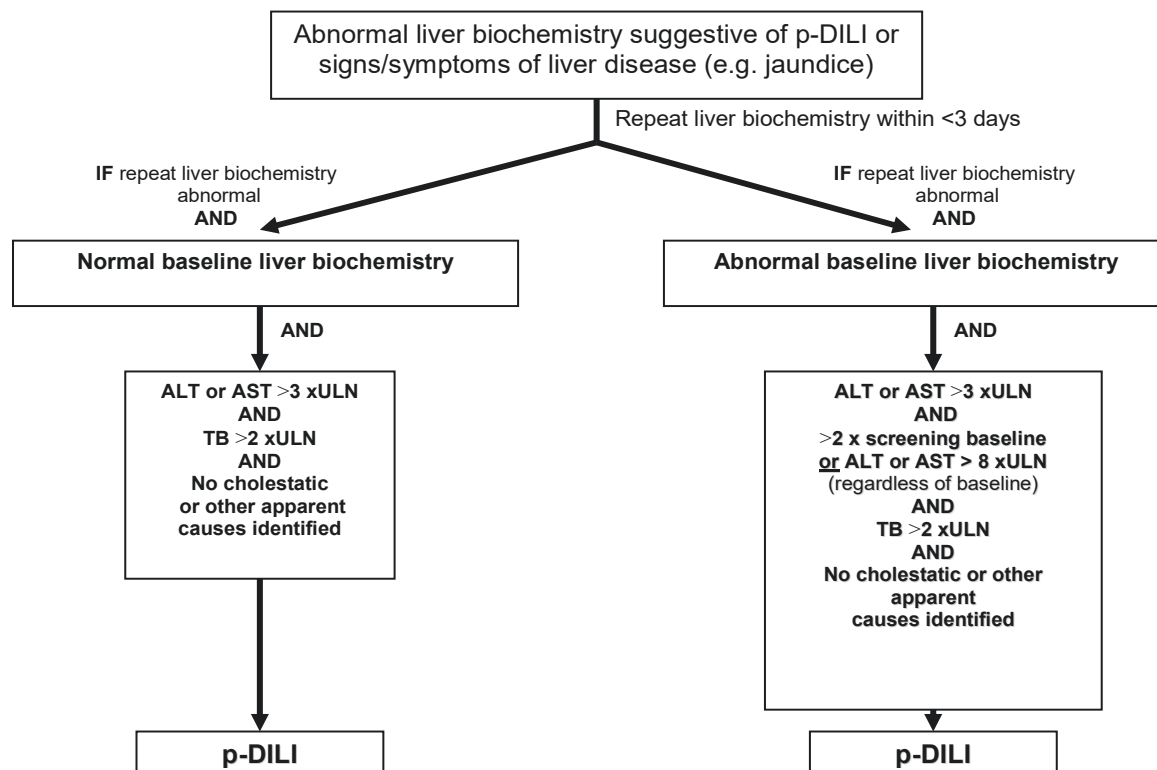 Abnormal liver biochemistry suggestive of p-DILI or
signs/symptoms of liver disease (e.g. jaundice)
Repeat liver biochemistry within <3 days
IF repeat liver biochemistry
abnormal
AND
Normal baseline liver biochemistry
AND
ALT or AST >3 xULN
AND
TB >2 xULN
AND
No cholestatic
or other apparent
causes identified
p-DILI
IF repeat liver biochemistry
abnormal
AND
Abnormal baseline liver biochemistry
AND
ALT or AST >3 xULN
AND
>2 x screening baseline
or ALT or AST > 8 xULN
(regardless of baseline)
AND
TB >2 xULN
AND
No cholestatic or other
apparent
causes identified
p-DILI